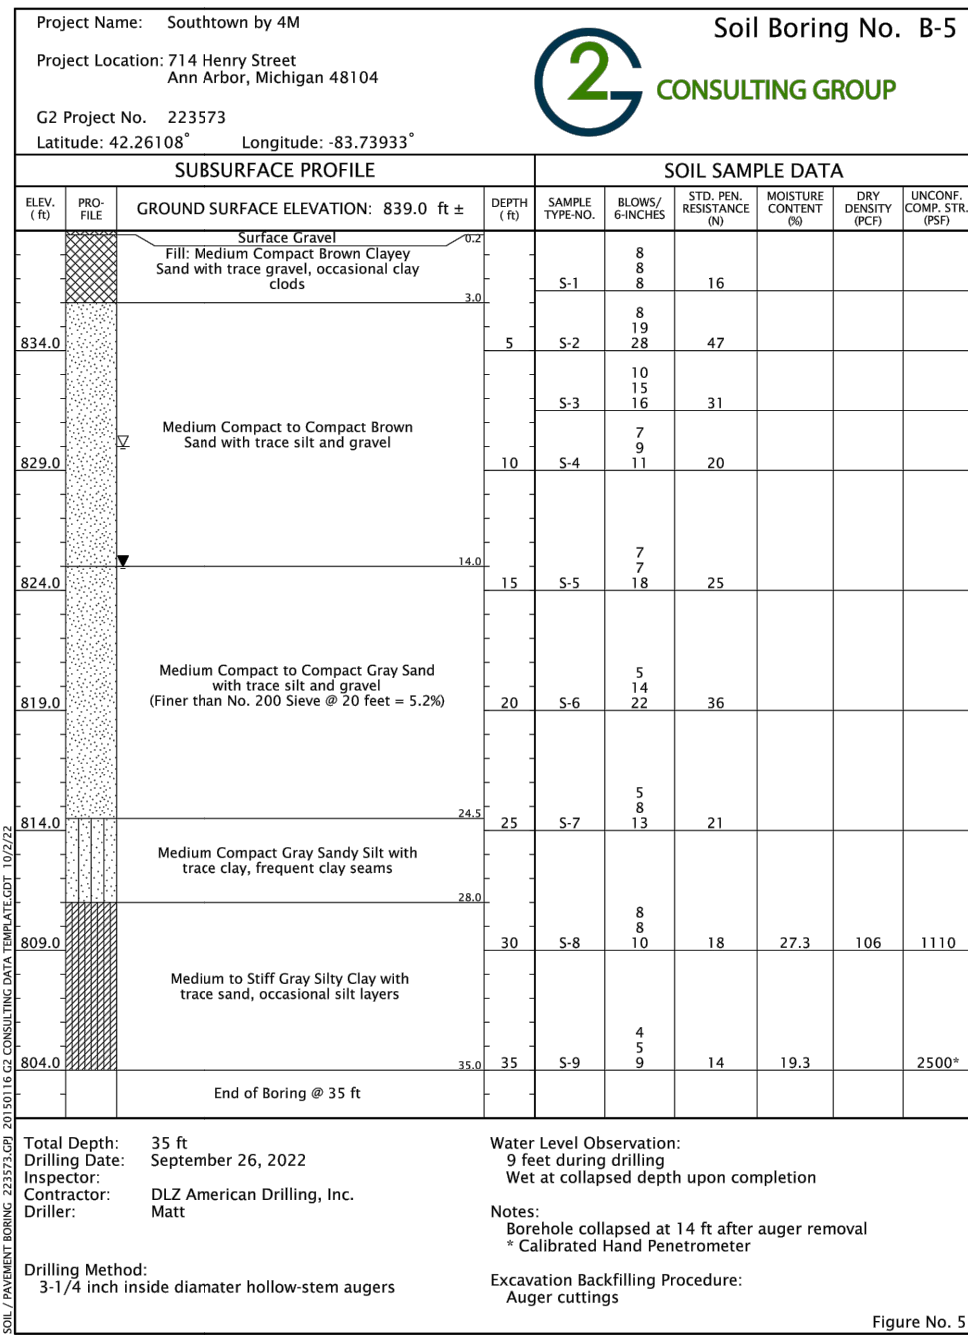 Project Name: Southtown by 4M
Project Location: 714 Henry Street
Ann Arbor, Michigan 48104
G2 Project No. 223573
Latitude: 42.26108° Longitude: -83.73933°
G2 CONSULTING GROUP
Soil Boring No. B-5
SUBSURFACE PROFILE
SOIL SAMPLE DATA
ELEV. (ft)
PRO-FILE
GROUND SURFACE ELEVATION: 839.0 ft ±
DEPTH (ft)
SAMPLE TYPE-NO.
BLOWS/ 6-INCHES
STD. PEN. RESISTANCE (N)
MOISTURE CONTENT (%)
DRY DENSITY (PCF)
UNCONF. COMP. STR. (PSF)
Surface Gravel 0.2
Fill: Medium Compact Brown Clayey
Sand with trace gravel, occasional clay
clods
3.0
8
8
S-1 8 16
8
19
834.0 5 S-2 28 47
10
15
S-3 16 31
Medium Compact to Compact Brown
Sand with trace silt and gravel
7
9
829.0 10 S-4 11 20
14.0
7
7
824.0 15 S-5 18 25
Medium Compact to Compact Gray Sand
with trace silt and gravel
(Finer than No. 200 Sieve @ 20 feet = 5.2%)
5
14
819.0 20 S-6 22 36
24.5
5
8
814.0 25 S-7 13 21
Medium Compact Gray Sandy Silt with
trace clay, frequent clay seams
28.0
8
8
809.0 30 S-8 10 18 27.3 106 1110
Medium to Stiff Gray Silty Clay with
trace sand, occasional silt layers
4
5
804.0 35.0 35 S-9 9 14 19.3 2500*
End of Boring @ 35 ft
Total Depth: 35 ft
Drilling Date: September 26, 2022
Inspector:
Contractor: DLZ American Drilling, Inc.
Driller: Matt
Drilling Method:
3-1/4 inch inside diamater hollow-stem augers
Water Level Observation:
9 feet during drilling
Wet at collapsed depth upon completion
Notes:
Borehole collapsed at 14 ft after auger removal
* Calibrated Hand Penetrometer
Excavation Backfilling Procedure:
Auger cuttings
Figure No. 5
SOIL / PAVEMENT BORING 223573.GPJ 20150116 G2 CONSULTING DATA TEMPLATE.GDT 10/2/22